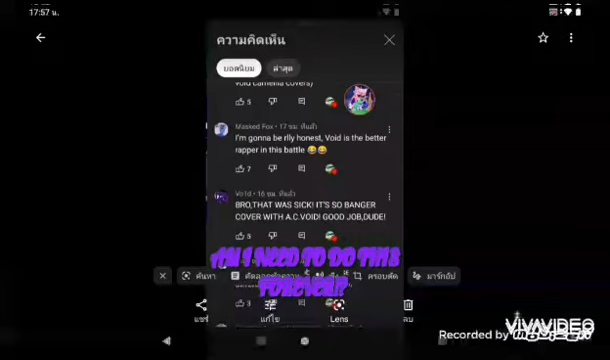 17:57 น.
ความคิดเห็น
ยอดนิยม
ล่าสุด
void camellia covers)
5
Masked Fox • 17 ชม. ที่แล้ว
I'm gonna be rlly honest, Void is the better
rapper in this battle 😂😂
7
Vo1d • 16 ชม. ที่แล้ว
BRO,THAT WAS SICK! IT'S SO BANGER
COVER WITH A.C.VOID! GOOD JOB,DUDE!
5
AM I NEED TO DO THIS
FOREVER?
ค้นหา
ครอบตัด
มาร์กอัป
3
แชร์
แก้ไข
Lens
ลบ
Recorded by
VIVAVIDEO